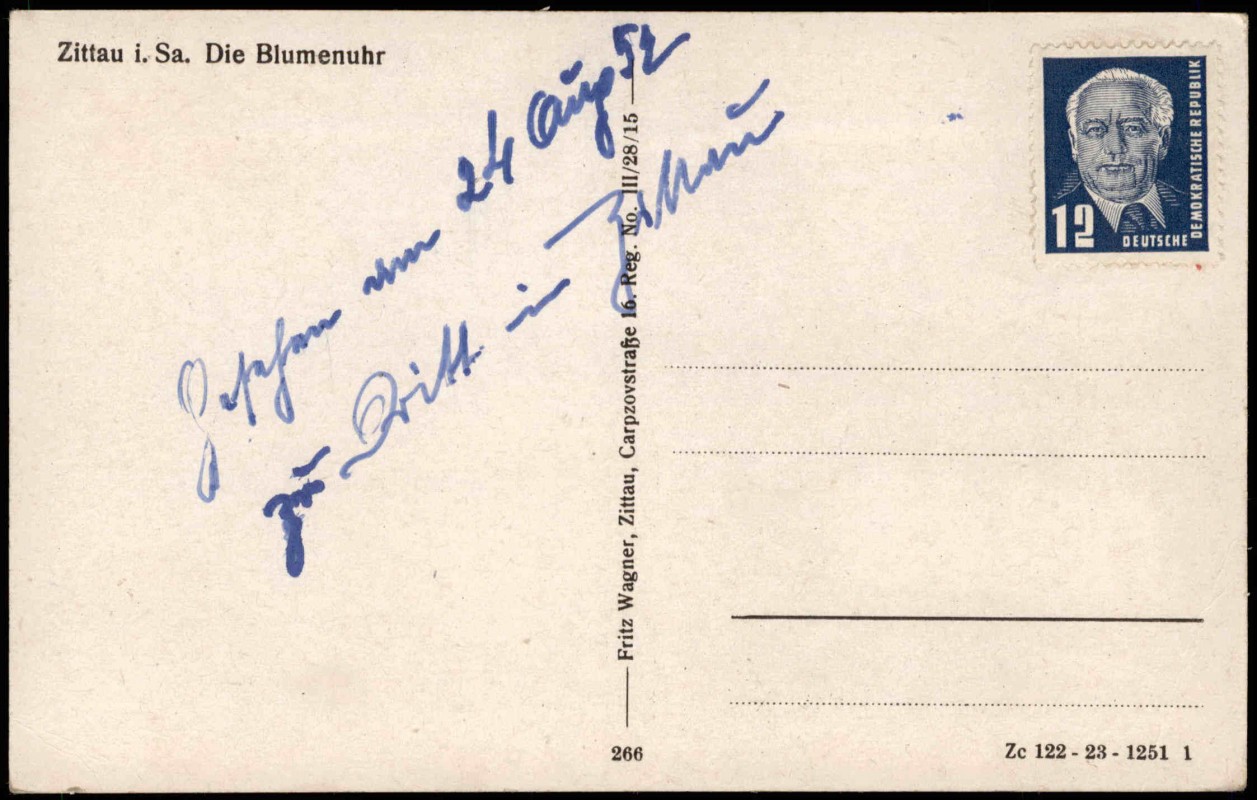 Zittau i. Sa. Die Blumenuhr
Gesehen am 24 Aug 52
zu Dritt in Zittau
Fritz Wagner, Zittau, Carpzovstraße 16. Reg. No. III/28/15
266
12
DEUTSCHE
DEMOKRATISCHE REPUBLIK
Zc 122 - 23 - 1251 1